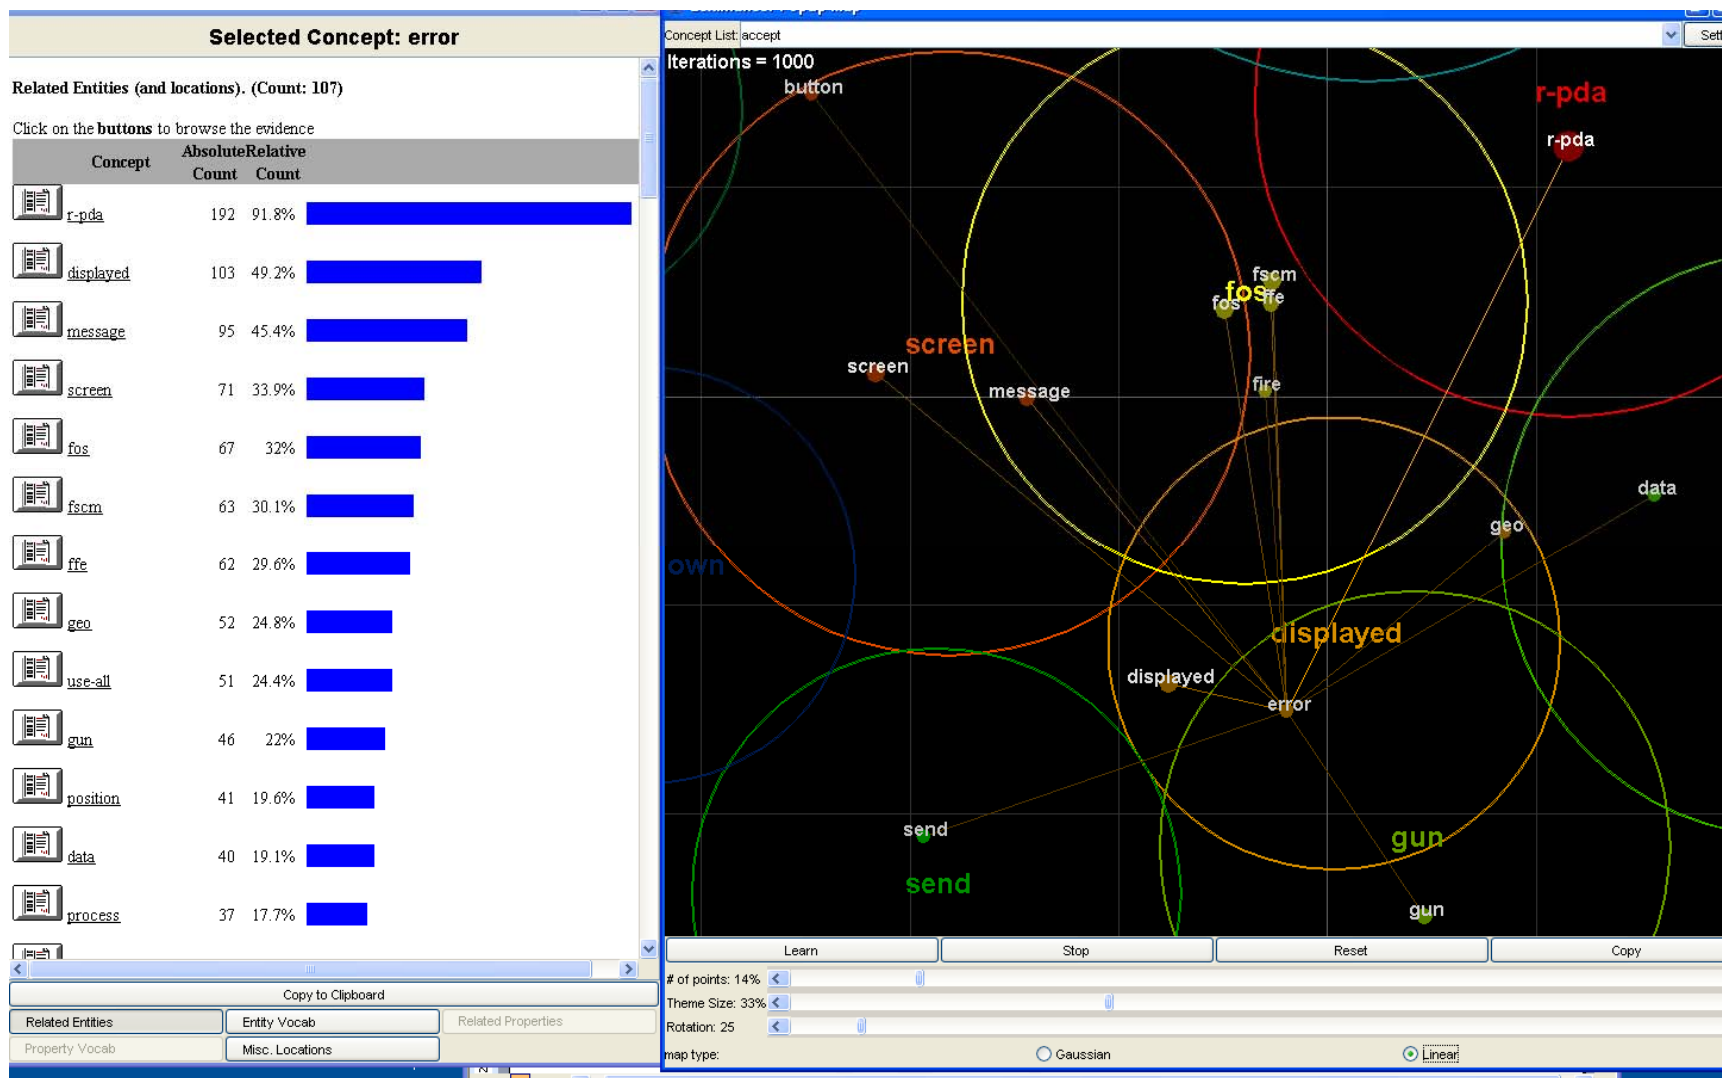 Selected Concept: error
Related Entities (and locations). (Count: 107)
Click on the buttons to browse the evidence
Concept Absolute Count Relative Count
r-pda 192 91.8%
displayed 103 49.2%
message 95 45.4%
screen 71 33.9%
fos 67 32%
fscm 63 30.1%
ffe 62 29.6%
geo 52 24.8%
use-all 51 24.4%
gun 46 22%
position 41 19.6%
data 40 19.1%
process 37 17.7%
Copy to Clipboard
Related Entities Entity Vocab Related Properties
Property Vocab Misc. Locations
Concept List: accept
Iterations = 1000
button
r-pda
r-pda
fscm
fos
fos ffe
screen
screen
fire
message
data
geo
own
displayed
displayed
error
send
gun
send
gun
Learn Stop Reset Copy
# of points: 14%
Theme Size: 33%
Rotation: 25
map type: Gaussian Linear